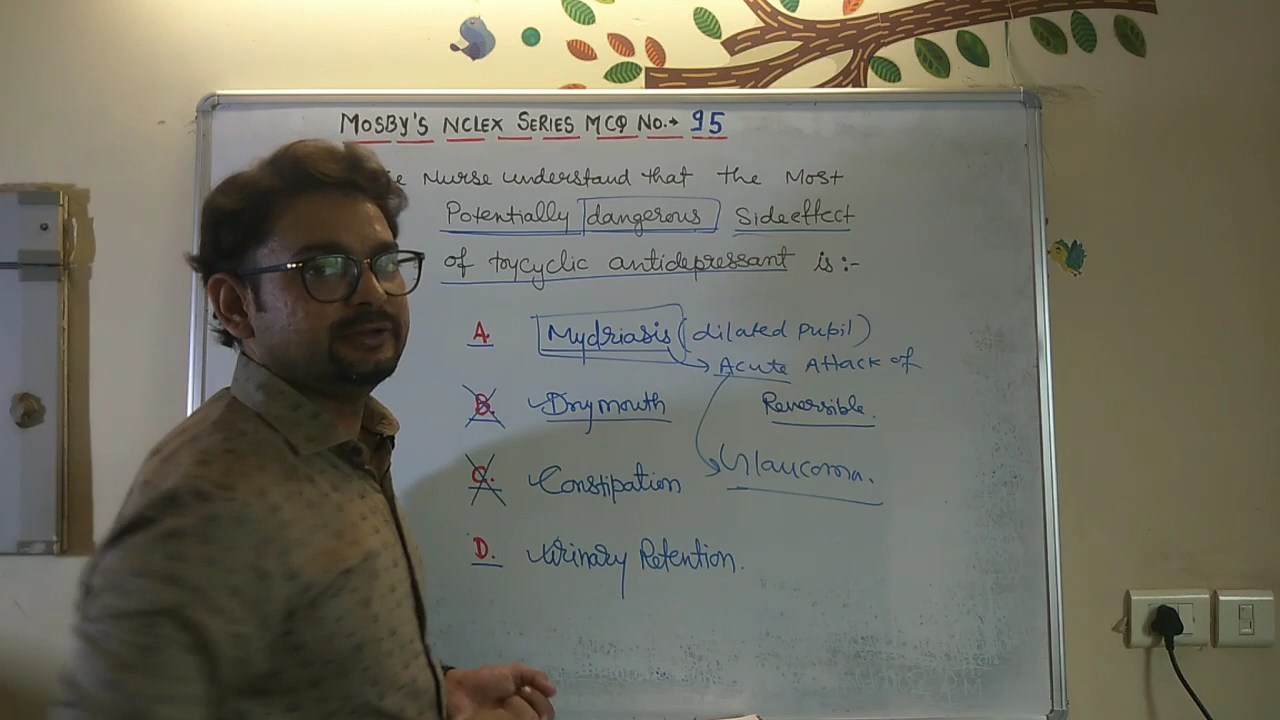 MOSBY'S NCLEX SERIES MCQ No.→ 95
Nurse understand that the Most
Potentially dangerous Sideeffect
of toycyclic antidepressant is:-
A. Mydriasis (dilated pupil)
→ Acute Attack of
Reversible.
Glaucoma.
B. Dry mouth
C. Constipation
D. Urinary Retention.